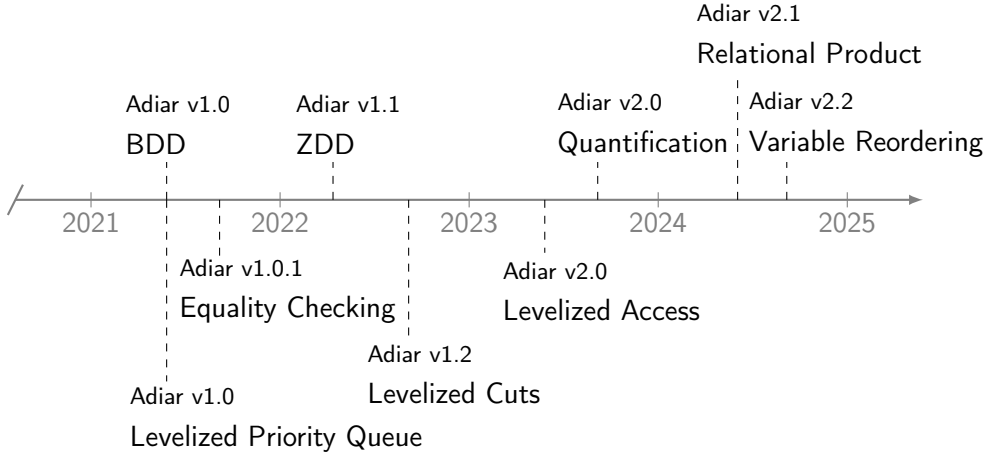 Adiar v2.1
Relational Product
Adiar v1.0
BDD
Adiar v1.1
ZDD
Adiar v2.0
Quantification
Adiar v2.2
Variable Reordering
2021
2022
2023
2024
2025
Adiar v1.0.1
Equality Checking
Adiar v2.0
Levelized Access
Adiar v1.2
Levelized Cuts
Adiar v1.0
Levelized Priority Queue